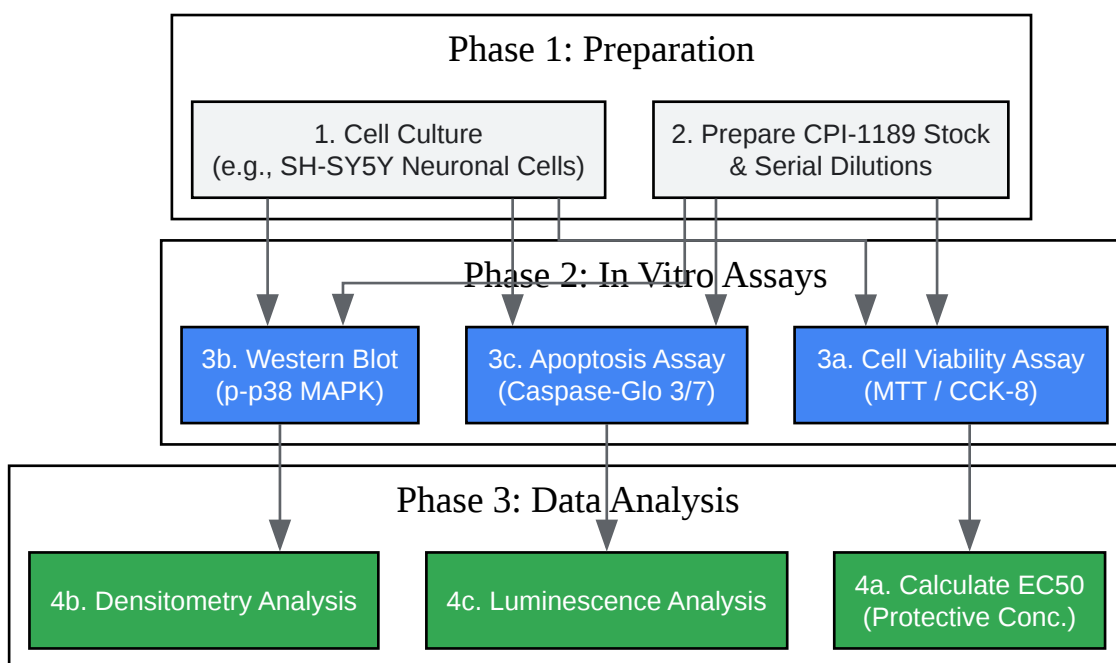 Phase 1: Preparation
1. Cell Culture
(e.g., SH-SY5Y Neuronal Cells)
2. Prepare CPI-1189 Stock
& Serial Dilutions
Phase 2: In Vitro Assays
3b. Western Blot
(p-p38 MAPK)
3c. Apoptosis Assay
(Caspase-Glo 3/7)
3a. Cell Viability Assay
(MTT / CCK-8)
Phase 3: Data Analysis
4b. Densitometry Analysis
4c. Luminescence Analysis
4a. Calculate EC50
(Protective Conc.)